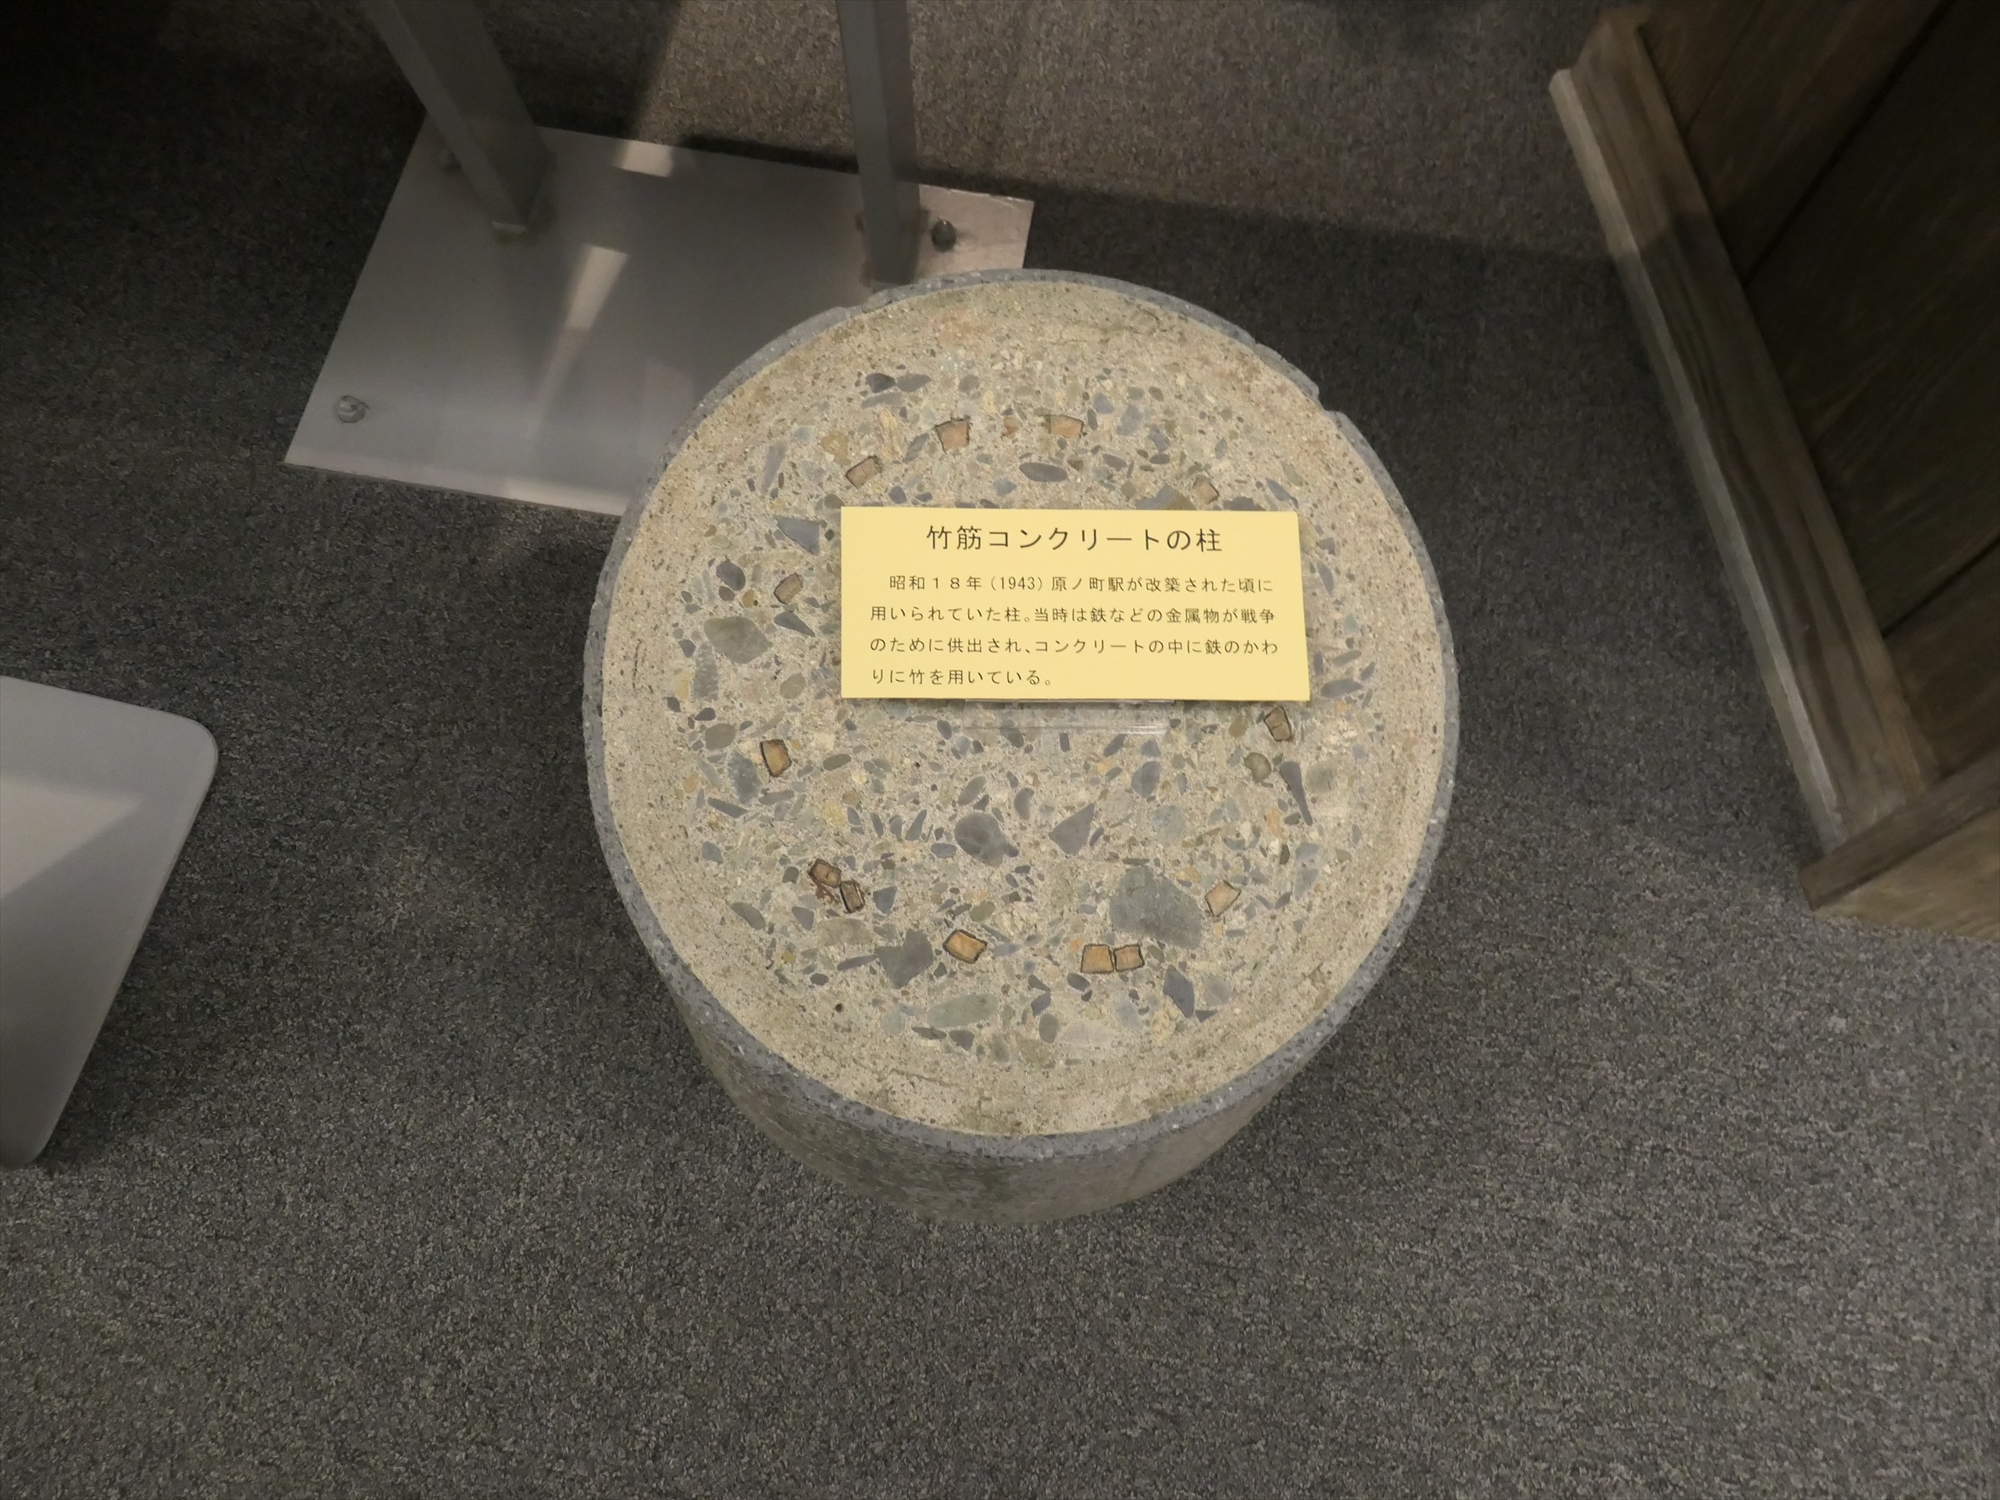 竹筋コンクリートの柱
昭和１８年（1943）原ノ町駅が改築された頃に
用いられていた柱。当時は鉄などの金属物が戦争
のために供出され、コンクリートの中に鉄のかわ
りに竹を用いている。